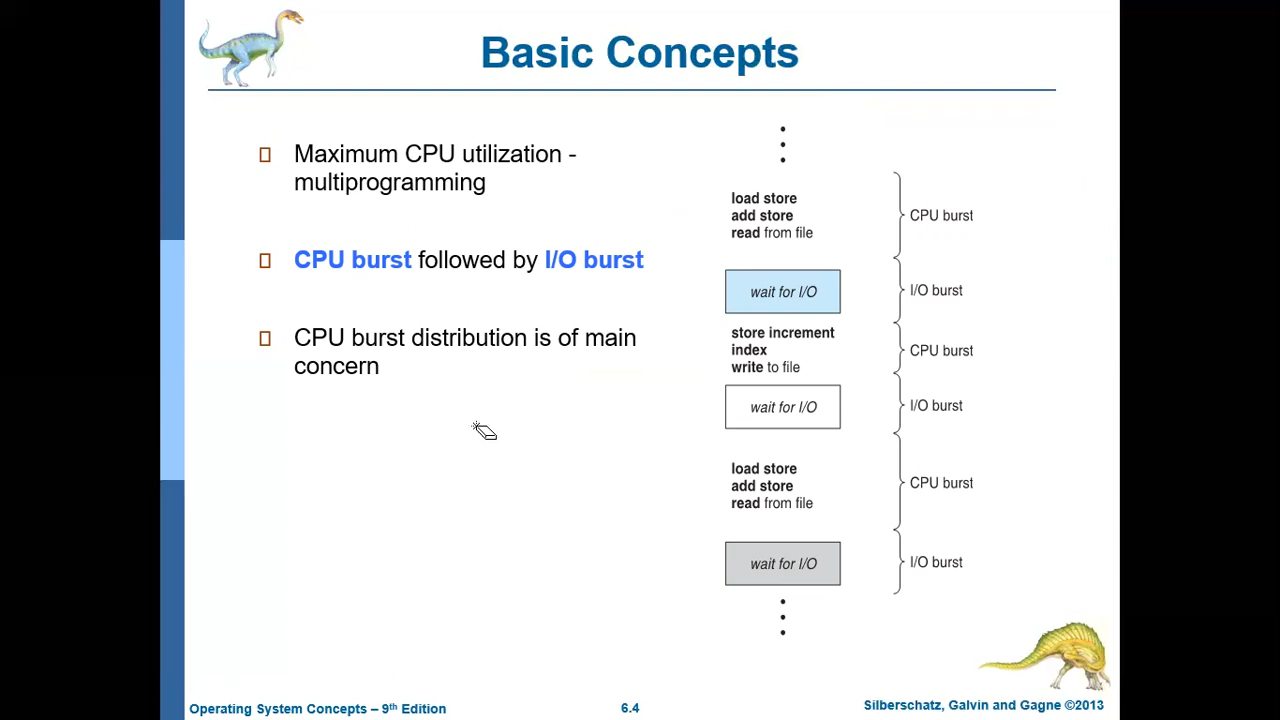 Basic Concepts
Maximum CPU utilization -
multiprogramming
CPU burst followed by I/O burst
CPU burst distribution is of main
concern
load store
add store
read from file
CPU burst
wait for I/O
I/O burst
store increment
index
write to file
CPU burst
wait for I/O
I/O burst
load store
add store
read from file
CPU burst
wait for I/O
I/O burst
Operating System Concepts – 9th Edition
6.4
Silberschatz, Galvin and Gagne ©2013